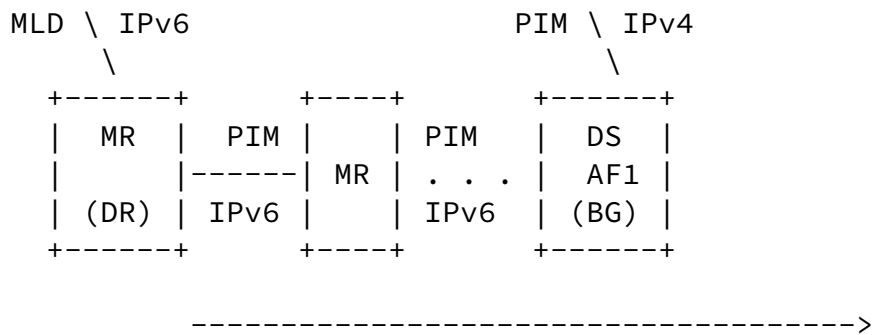 MLD \ IPv6                    PIM \ IPv4
     \                             \
  +------+       +----+        +------+
  |  MR  |  PIM  |    |  PIM   |  DS  |
  |      |-------| MR | . . .  |  AF1 |
  | (DR) | IPv6  |    |  IPv6  | (BG) |
  +------+       +----+        +------+
         ----------------------------------->